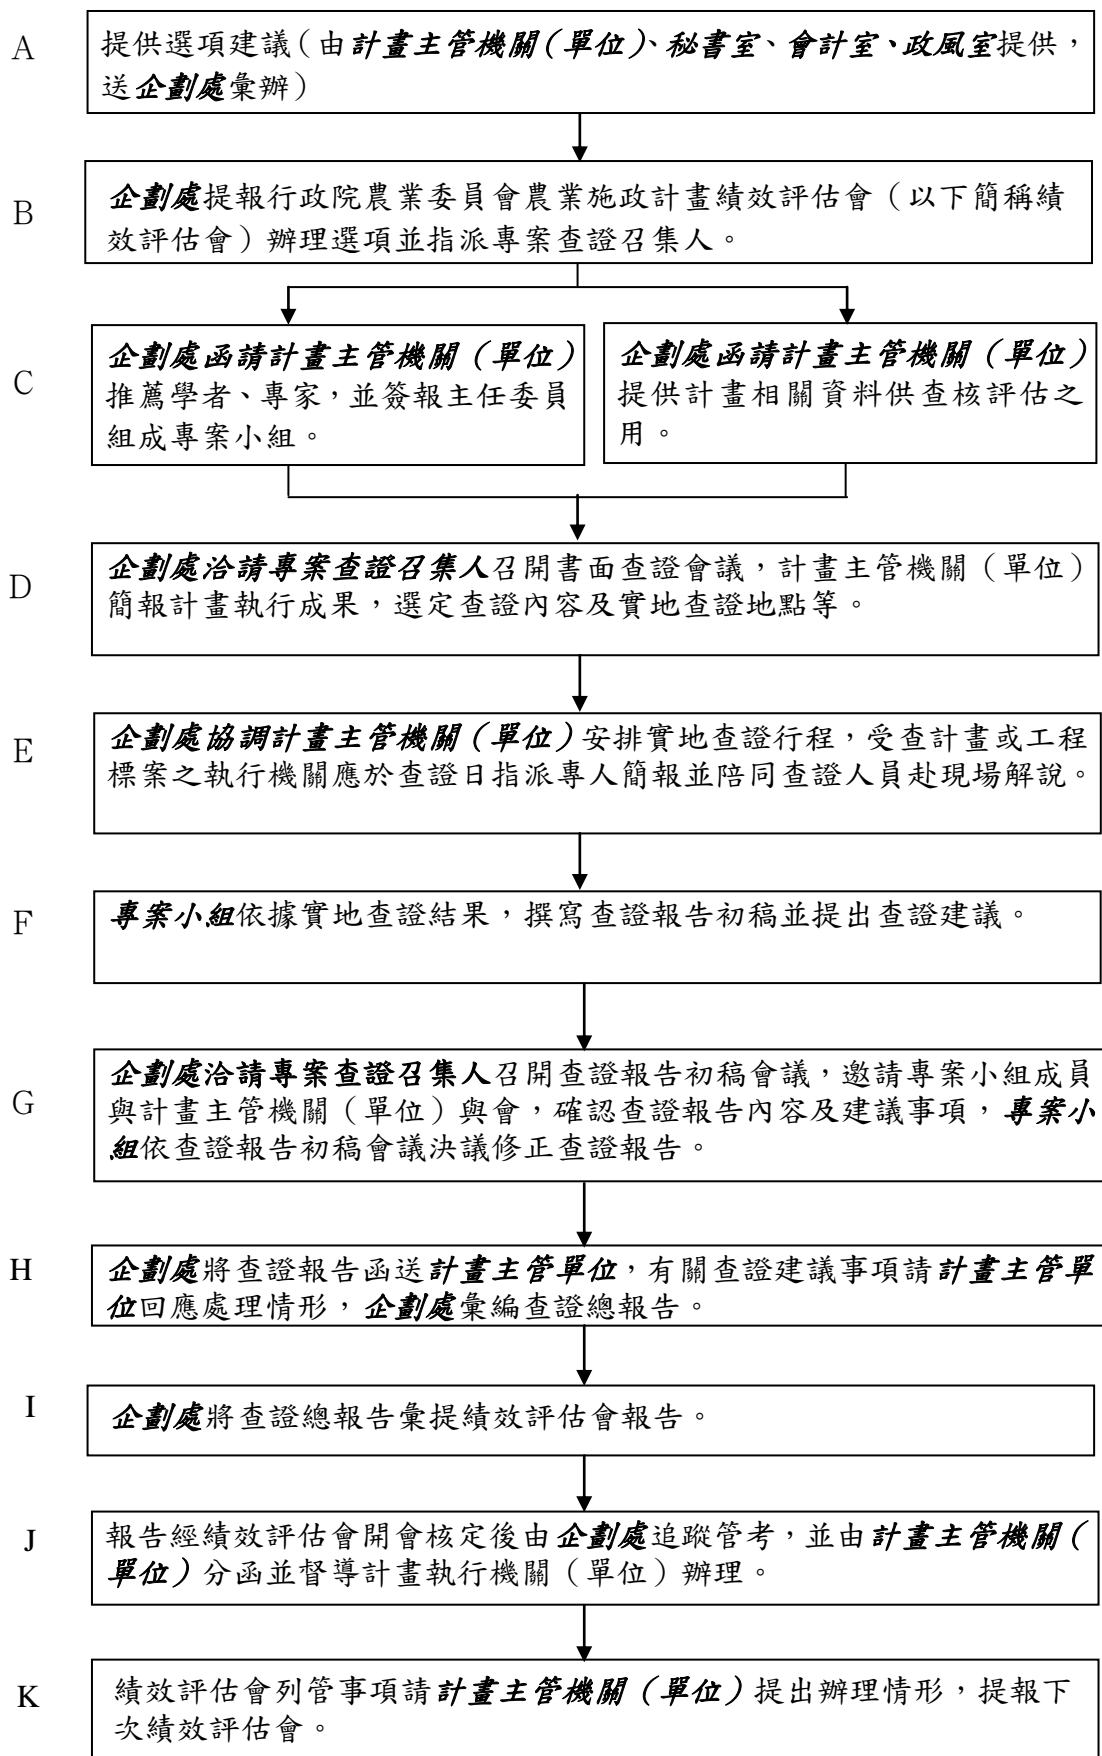 A
提供選項建議（由計畫主管機關（單位）、秘書室、會計室、政風室提供，
送企劃處彙辦）
B
企劃處提報行政院農業委員會農業施政計畫績效評估會（以下簡稱績
效評估會）辦理選項並指派專案查證召集人。
C
企劃處函請計畫主管機關（單位）
推薦學者、專家，並簽報主任委員
組成專案小組。
企劃處函請計畫主管機關（單位）
提供計畫相關資料供查核評估之
用。
D
企劃處洽請專案查證召集人召開書面查證會議，計畫主管機關（單位）
簡報計畫執行成果，選定查證內容及實地查證地點等。
E
企劃處協調計畫主管機關（單位）安排實地查證行程，受查計畫或工程
標案之執行機關應於查證日指派專人簡報並陪同查證人員赴現場解說。
F
專案小組依據實地查證結果，撰寫查證報告初稿並提出查證建議。
G
企劃處洽請專案查證召集人召開查證報告初稿會議，邀請專案小組成員
與計畫主管機關（單位）與會，確認查證報告內容及建議事項，專案小
組依查證報告初稿會議決議修正查證報告。
H
企劃處將查證報告函送計畫主管單位，有關查證建議事項請計畫主管單
位回應處理情形，企劃處彙編查證總報告。
I
企劃處將查證總報告彙提績效評估會報告。
J
報告經績效評估會開會核定後由企劃處追蹤管考，並由計畫主管機關（
單位）分函並督導計畫執行機關（單位）辦理。
K
績效評估會列管事項請計畫主管機關（單位）提出辦理情形，提報下
次績效評估會。